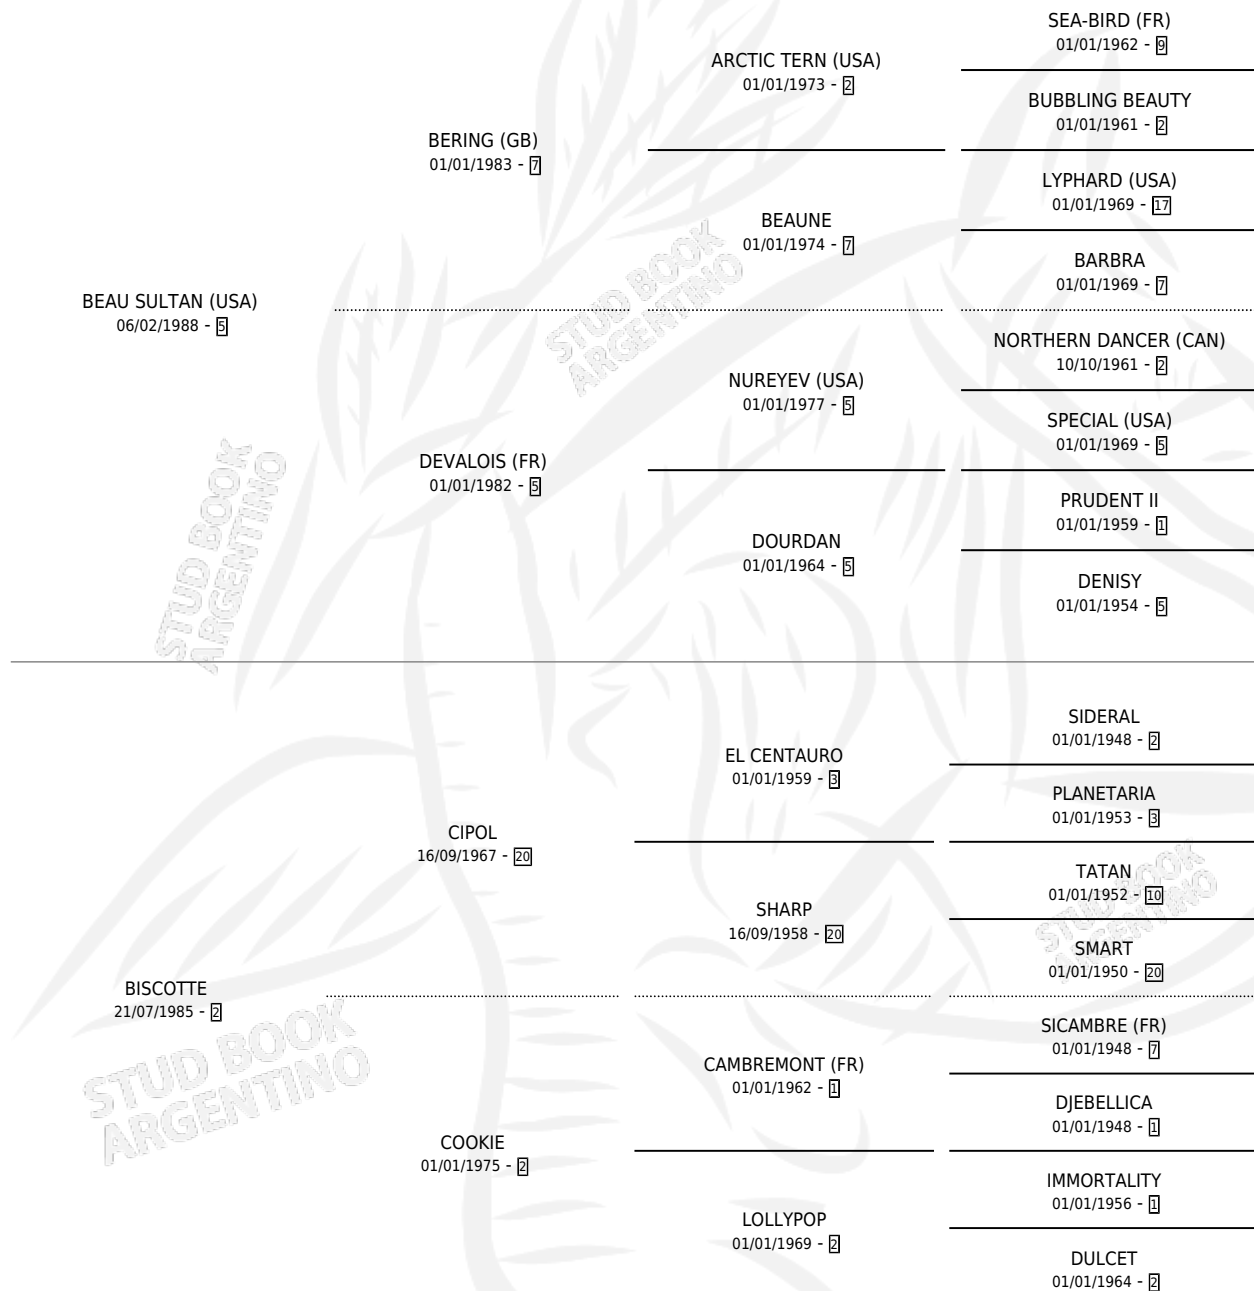 SEA-BIRD (FR)
01/01/1962 - 9
ARCTIC TERN (USA)
01/01/1973 - 2
BUBBLING BEAUTY
01/01/1961 - 2
BERING (GB)
01/01/1983 - 7
LYPHARD (USA)
01/01/1969 - 17
BEAUNE
01/01/1974 - 7
BARBRA
01/01/1969 - 7
BEAU SULTAN (USA)
06/02/1988 - 5
NORTHERN DANCER (CAN)
10/10/1961 - 2
NUREYEV (USA)
01/01/1977 - 5
SPECIAL (USA)
01/01/1969 - 5
DEVALOIS (FR)
01/01/1982 - 5
PRUDENT II
01/01/1959 - 1
DOURDAN
01/01/1964 - 5
DENISY
01/01/1954 - 5
SIDERAL
01/01/1948 - 2
EL CENTAURO
01/01/1959 - 3
PLANETARIA
01/01/1953 - 3
CIPOL
16/09/1967 - 20
TATAN
01/01/1952 - 10
SHARP
16/09/1958 - 20
SMART
01/01/1950 - 20
BISCOTTE
21/07/1985 - 2
SICAMBRE (FR)
01/01/1948 - 7
CAMBREMONT (FR)
01/01/1962 - 1
DJEBELLICA
01/01/1948 - 1
COOKIE
01/01/1975 - 2
IMMORTALITY
01/01/1956 - 1
LOLLYPOP
01/01/1969 - 2
DULCET
01/01/1964 - 2
STUD BOOK
ARGENTINO
STUD BOOK
ARGENTINO
STUD BOOK
ARGENTINO
STUD BOOK
ARGENTINO